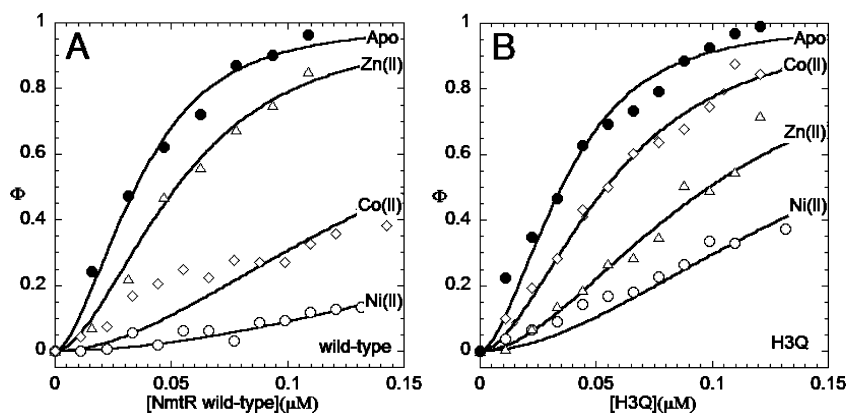 A
Apo
Zn(II)
Co(II)
Ni(II)
wild-type
Φ
1
0.8
0.6
0.4
0.2
0
0 0.05 0.1 0.15
[NmtR wild-type](μM)
B
Apo
Co(II)
Zn(II)
Ni(II)
H3Q
Φ
1
0.8
0.6
0.4
0.2
0
0 0.05 0.1 0.15
[H3Q](μM)